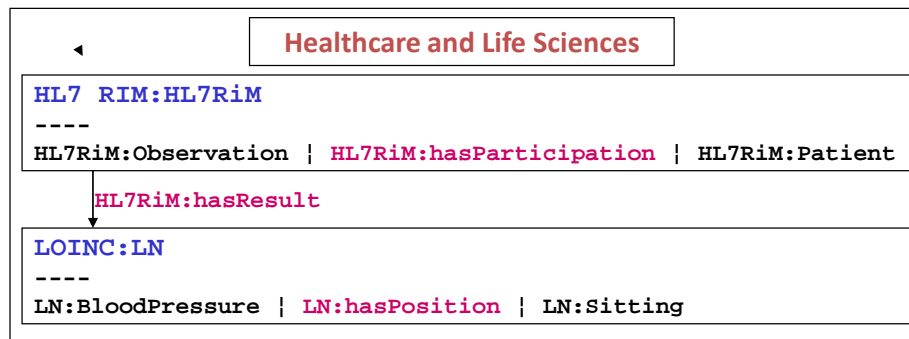 Healthcare and Life Sciences
HL7 RIM:HL7RiM
----
HL7RiM:Observation ¦ HL7RiM:hasParticipation ¦ HL7RiM:Patient
HL7RiM:hasResult
LOINC:LN
----
LN:BloodPressure ¦ LN:hasPosition ¦ LN:Sitting